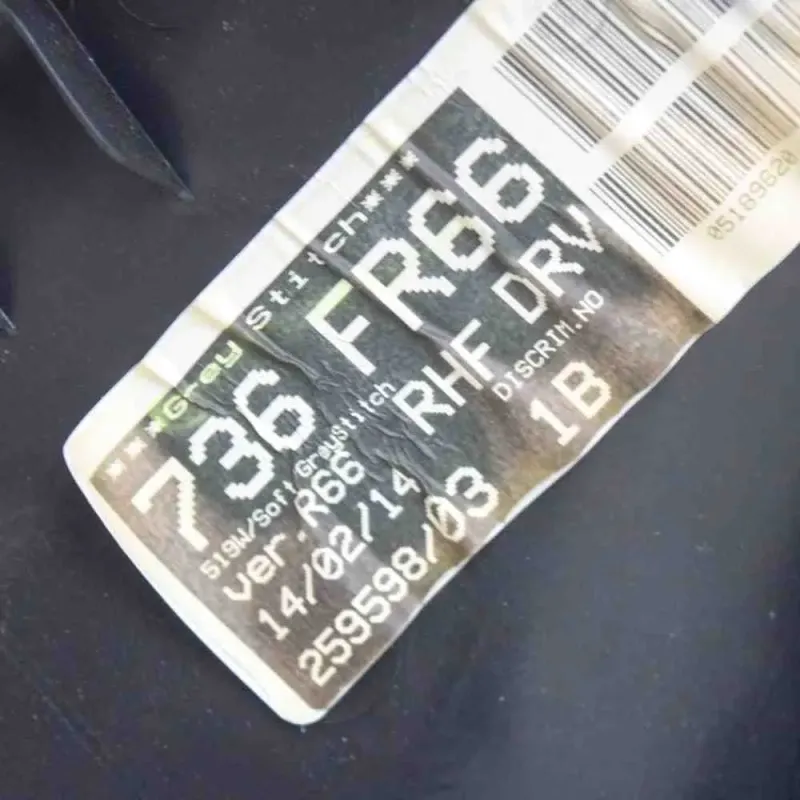 ***Grey Stitch***
736 FR66
519W/Soft GreyStitch
RHF DRV
ver.R66
DISCRIM.NO
14/02/14
1B
259598/03
05189620